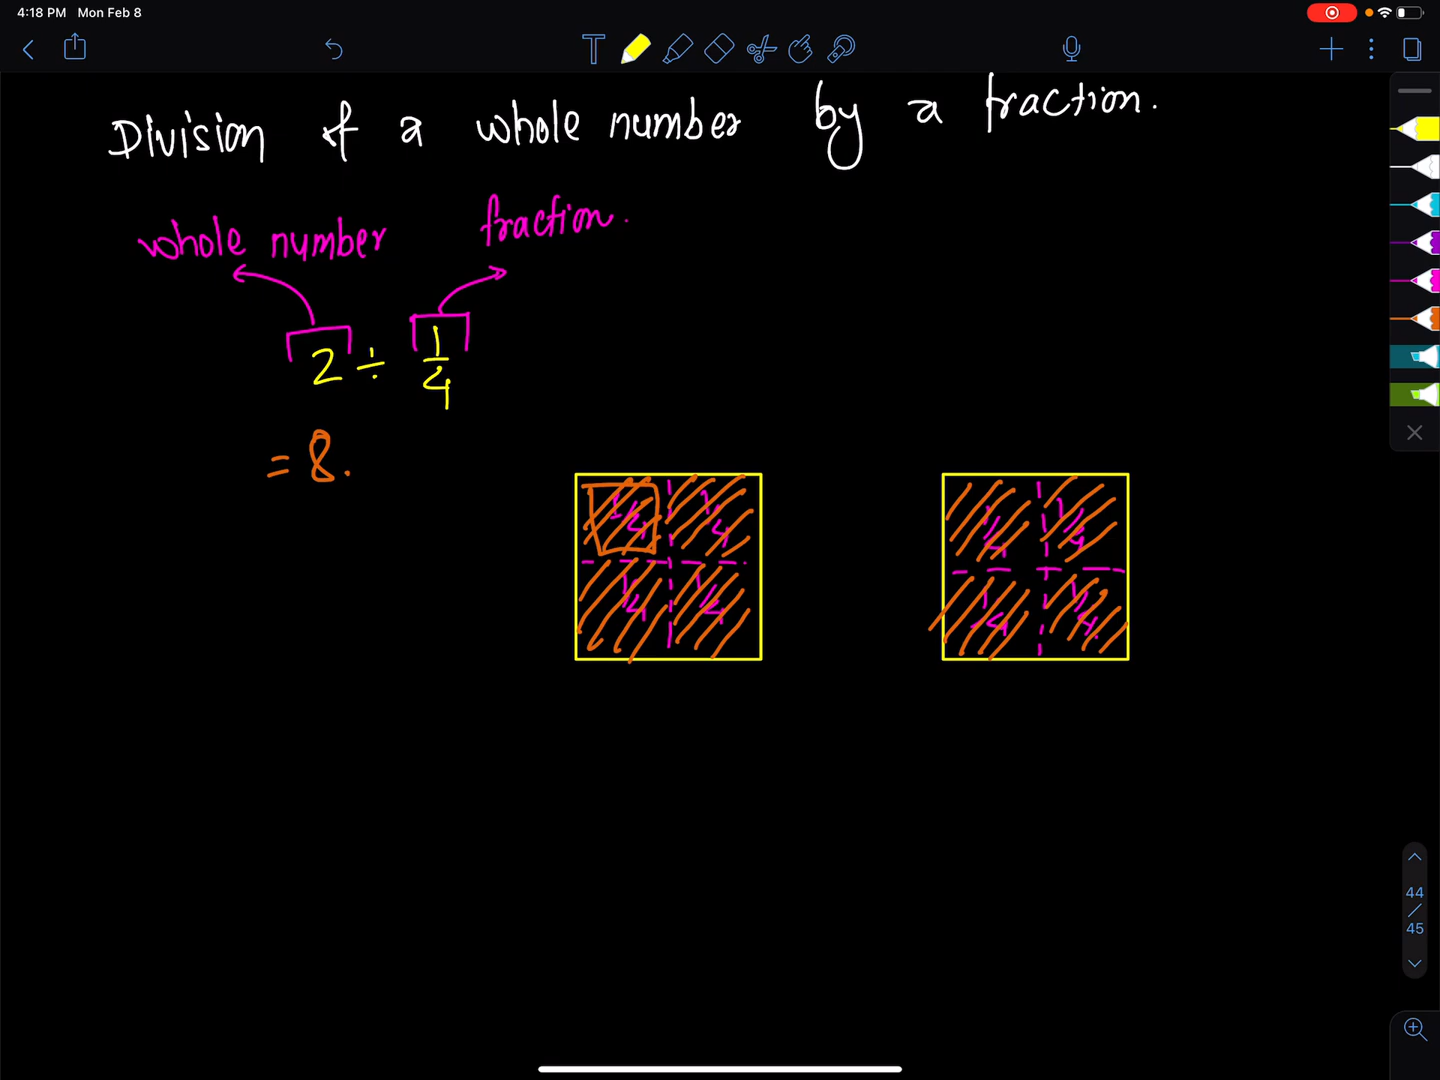 4:18 PM Mon Feb 8
T
Division of a whole number by a fraction.
whole number fraction.
2 ÷ 1/4
= 8.
1/4 1/4 1/4 1/4
1/4 1/4 1/4 1/4
44
/
45